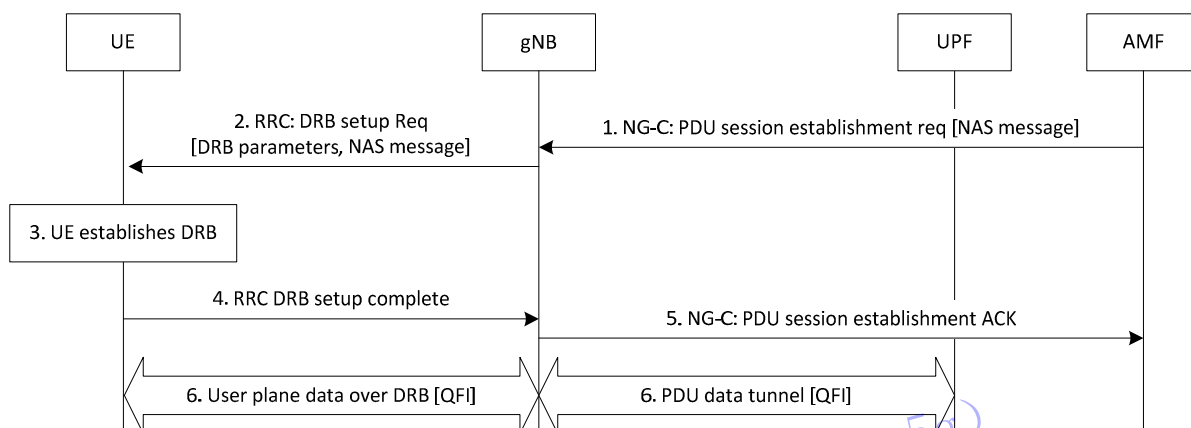 UE
gNB
UPF
AMF
2. RRC: DRB setup Req
[DRB parameters, NAS message]
1. NG-C: PDU session establishment req [NAS message]
3. UE establishes DRB
4. RRC DRB setup complete
5. NG-C: PDU session establishment ACK
6. User plane data over DRB [QFI]
6. PDU data tunnel [QFI]